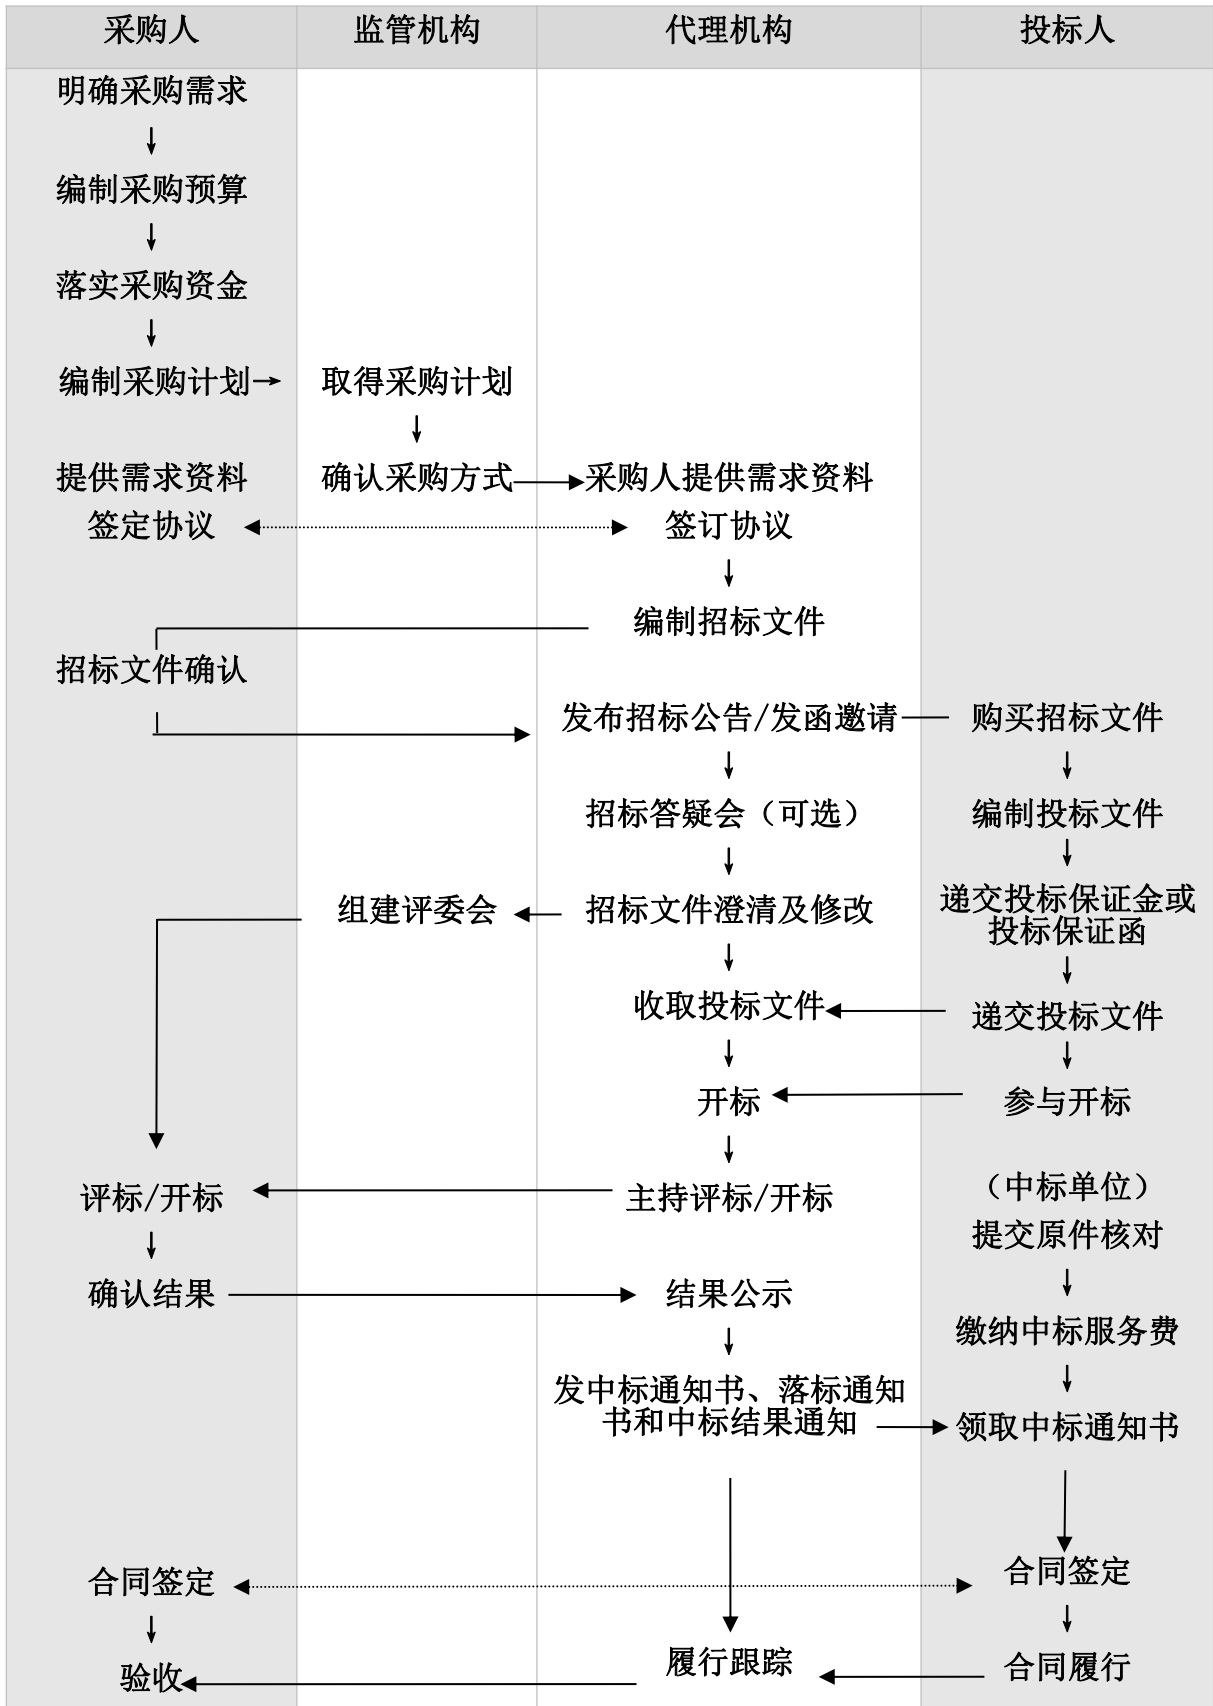 采购人 监管机构 代理机构 投标人
明确采购需求
编制采购预算
落实采购资金
编制采购计划 取得采购计划
提供需求资料 确认采购方式 采购人提供需求资料
签定协议 签订协议
编制招标文件
招标文件确认
发布招标公告/发函邀请 购买招标文件
招标答疑会（可选） 编制投标文件
组建评委会 招标文件澄清及修改 递交投标保证金或
投标保证函
收取投标文件 递交投标文件
开标 参与开标
评标/开标 主持评标/开标 （中标单位）
提交原件核对
确认结果 结果公示
缴纳中标服务费
发中标通知书、落标通知
书和中标结果通知 领取中标通知书
合同签定 合同签定
验收 履行跟踪 合同履行